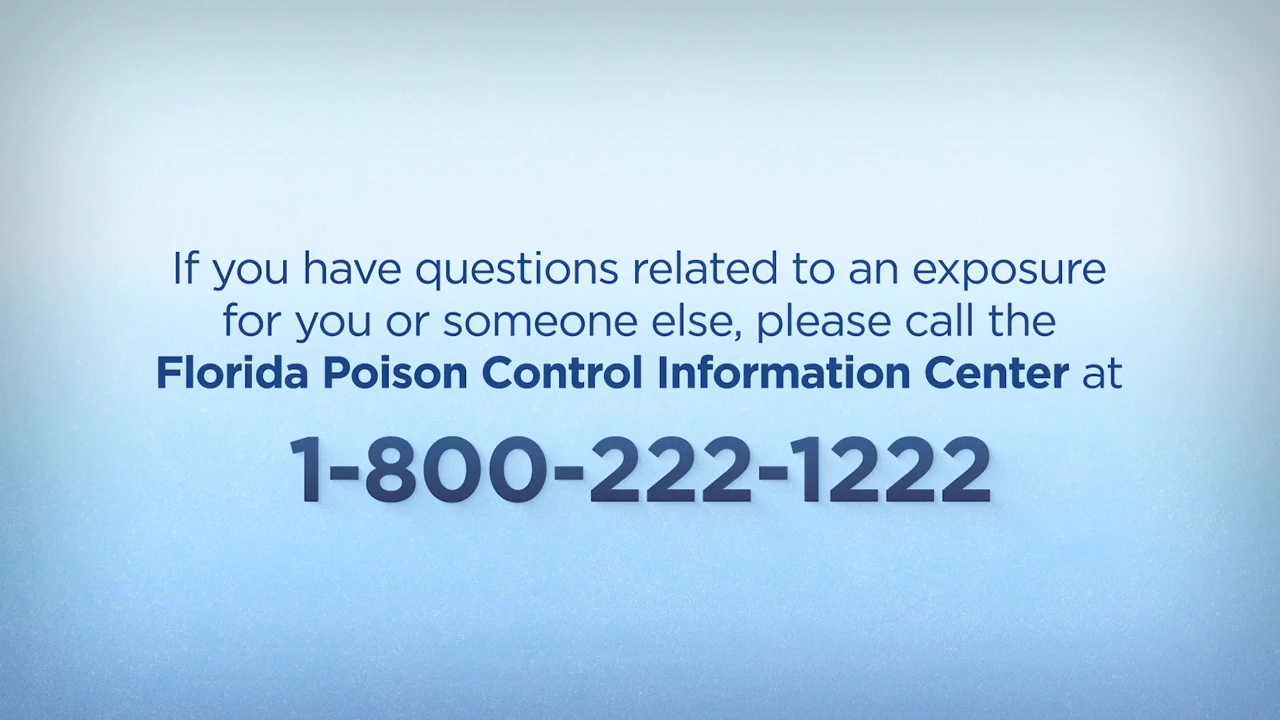 If you have questions related to an exposure
for you or someone else, please call the
Florida Poison Control Information Center at
1-800-222-1222